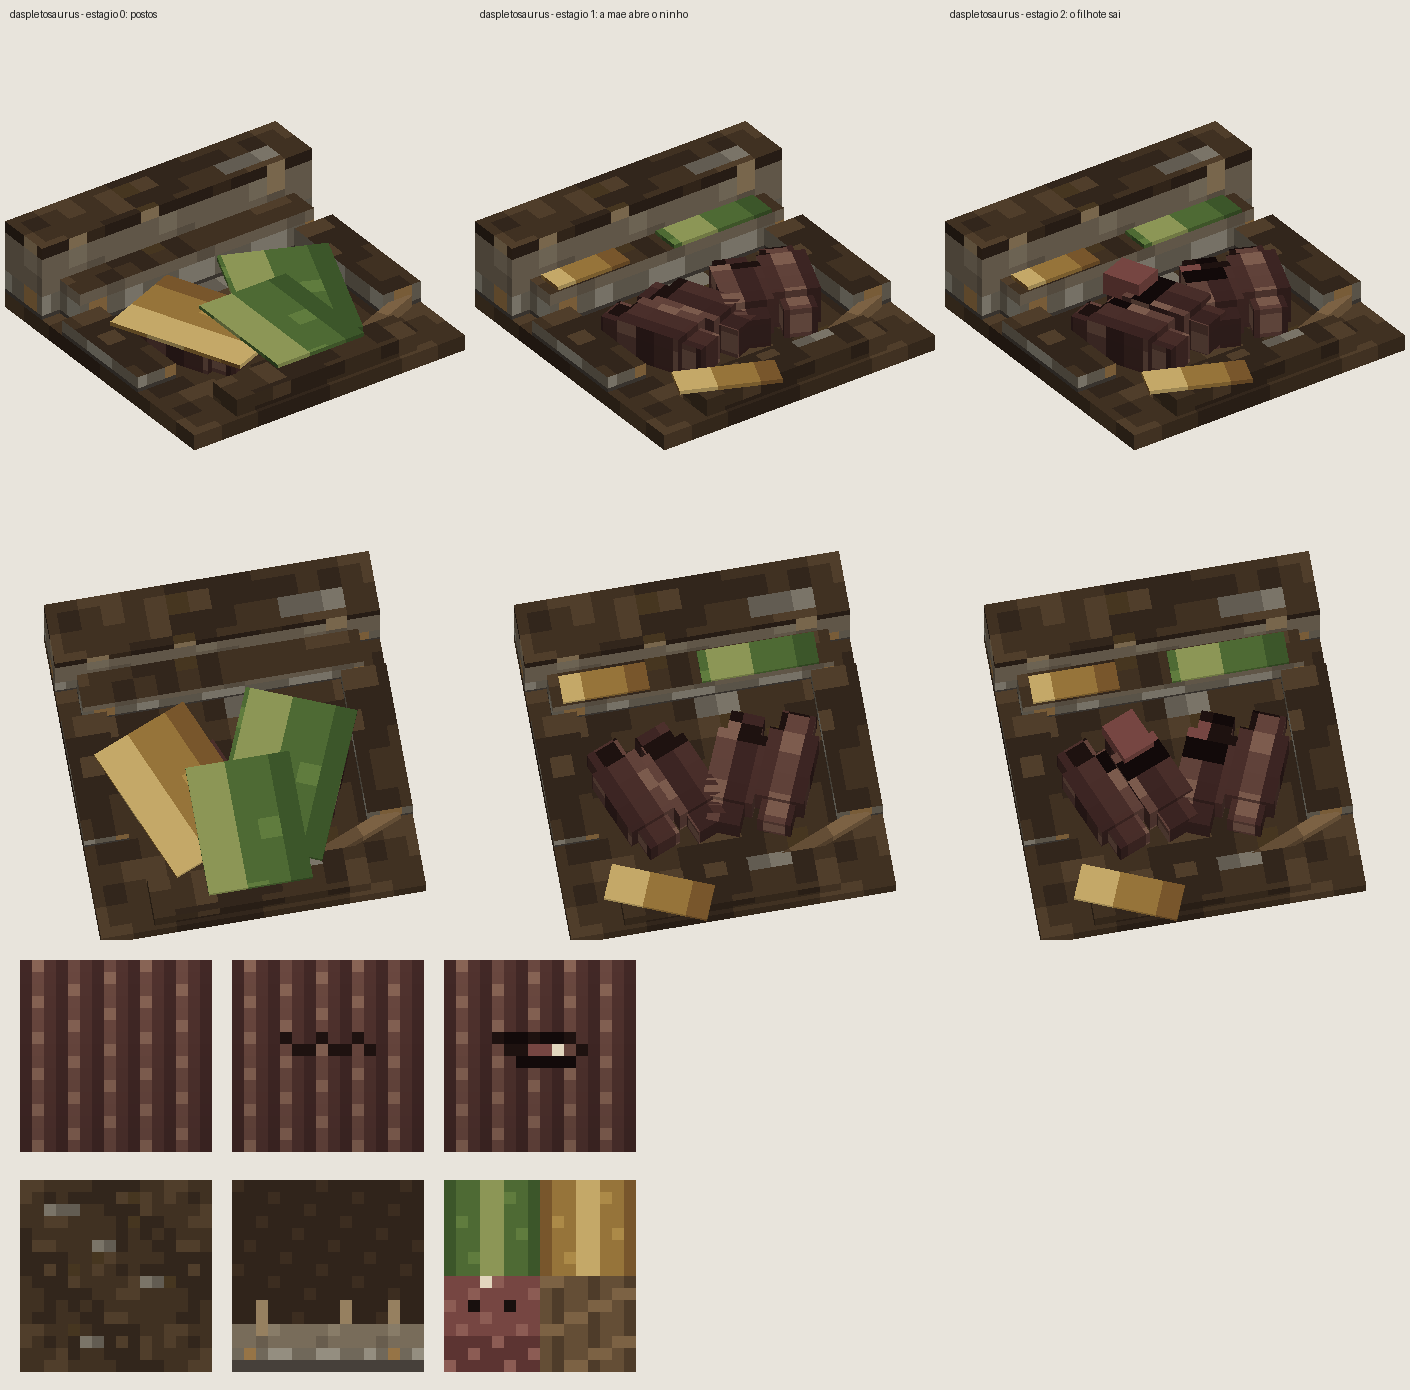 daspletosaurus - estagio 0: postos
daspletosaurus - estagio 1: a mae abre o ninho
daspletosaurus - estagio 2: o filhote sai